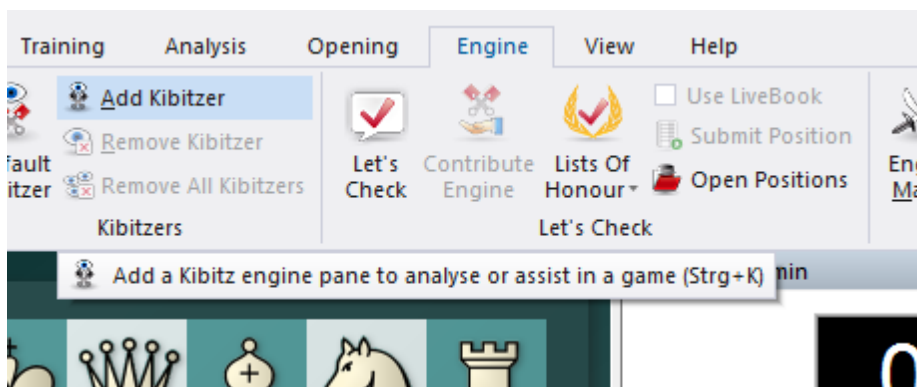 Training Analysis Opening Engine View Help
Add Kibitzer
Remove Kibitzer
Remove All Kibitzers
Kibitzers
Let's
Check
Contribute
Engine
Lists Of
Honour
Use LiveBook
Submit Position
Open Positions
Let's Check
Add a Kibitz engine pane to analyse or assist in a game (Strg+K)